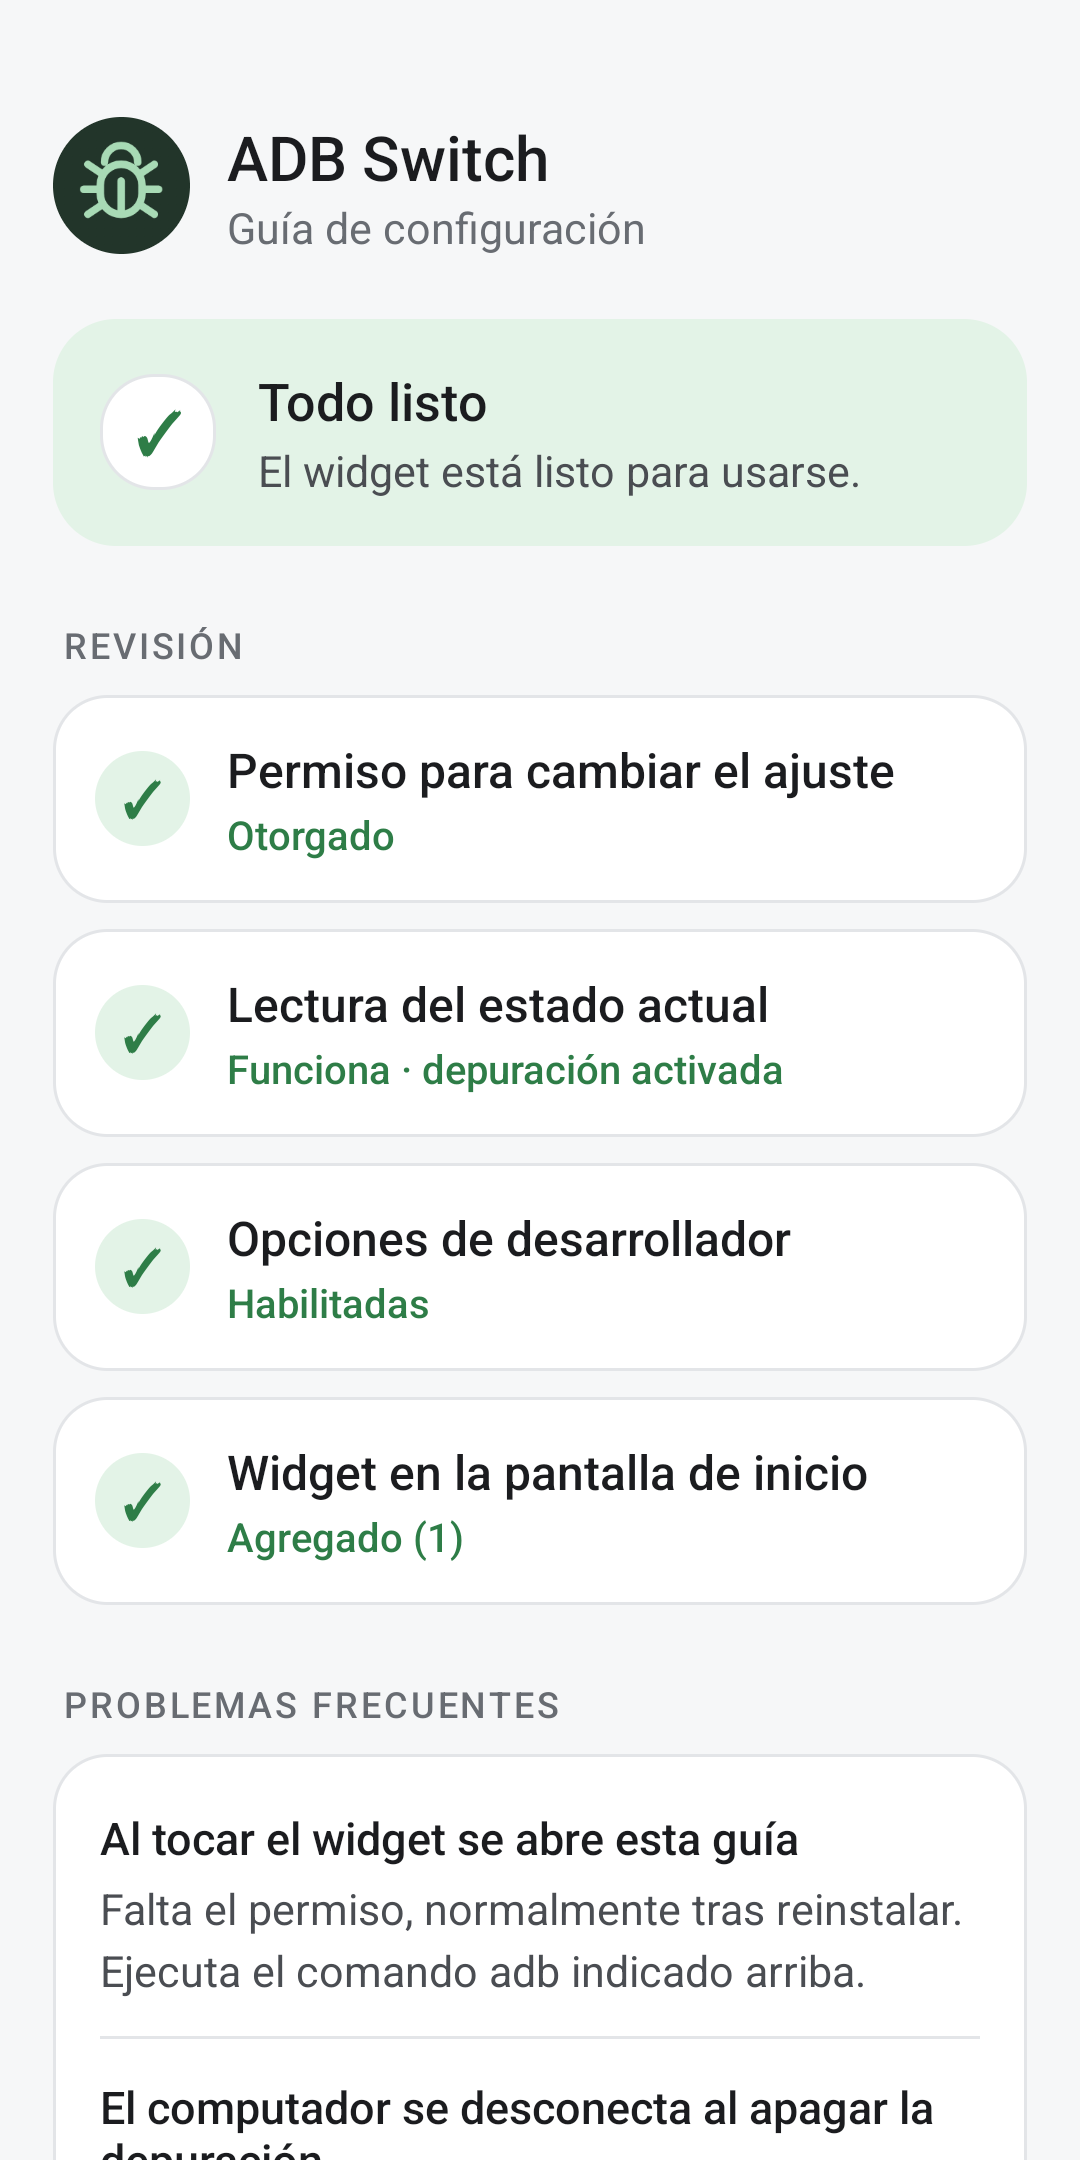 ADB Switch
Guía de configuración
Todo listo
El widget está listo para usarse.
REVISIÓN
Permiso para cambiar el ajuste
Otorgado
Lectura del estado actual
Funciona · depuración activada
Opciones de desarrollador
Habilitadas
Widget en la pantalla de inicio
Agregado (1)
PROBLEMAS FRECUENTES
Al tocar el widget se abre esta guía
Falta el permiso, normalmente tras reinstalar.
Ejecuta el comando adb indicado arriba.
El computador se desconecta al apagar la
depuración